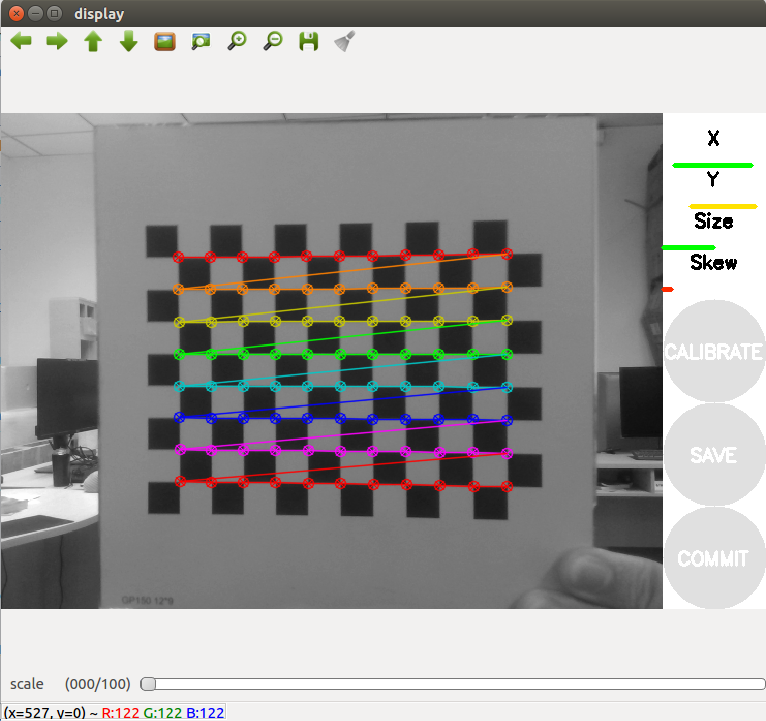 display
X
Y
Size
Skew
CALIBRATE
SAVE
COMMIT
GP150 12*9
scale (000/100)
(x=527, y=0) ~ R:122 G:122 B:122